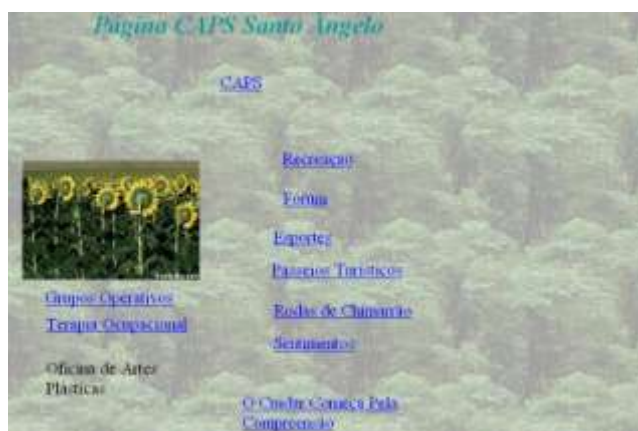 Página CAPS Santo Ângelo
CAPS
Recreação
Forum
Esportes
Passeios Turísticos
Grupos Operativos
Rodas de Chimarrão
Terapia Ocupacional
Sentimentos
Oficina de Artes
Plásticas
O Cuidar Começa Pela
Compreensão